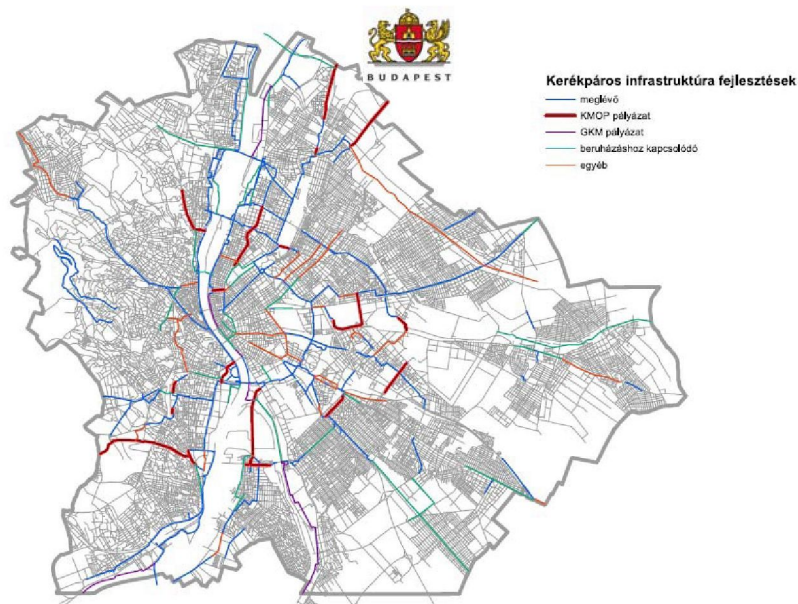 BUDAPEST
Kerékpáros infrastruktúra fejlesztések
meglévő
KMOP pályázat
GKM pályázat
beruházáshoz kapcsolódó
egyéb